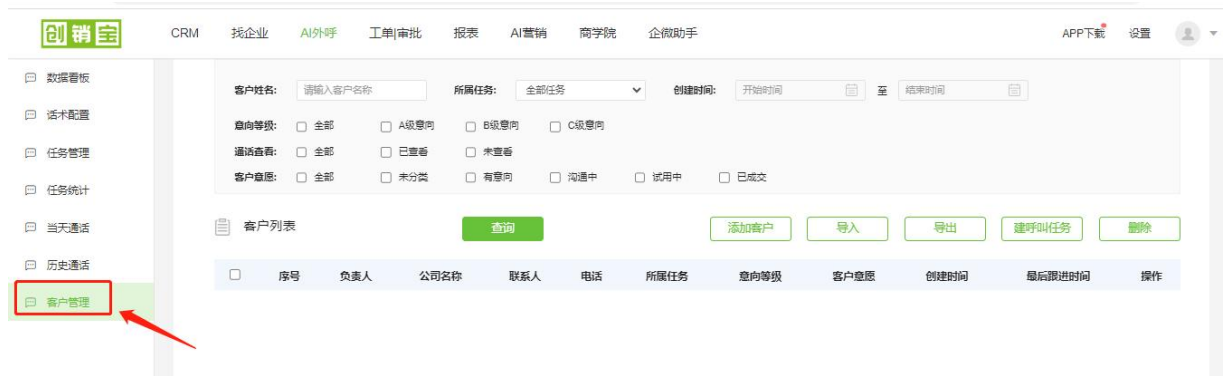 创销宝 CRM 找企业 AI外呼 工单|审批 报表 AI营销 商学院 企微助手 APP下载 设置
数据看板
话术配置
任务管理
任务统计
当天通话
历史通话
客户管理
客户姓名: 请输入客户名称 所属任务: 全部任务 创建时间: 开始时间 至 结束时间
意向等级: 全部 A级意向 B级意向 C级意向
通话查看: 全部 已查看 未查看
客户意愿: 全部 未分类 有意向 沟通中 试用中 已成交
客户列表 查询 添加客户 导入 导出 建呼叫任务 删除
序号 负责人 公司名称 联系人 电话 所属任务 意向等级 客户意愿 创建时间 最后跟进时间 操作